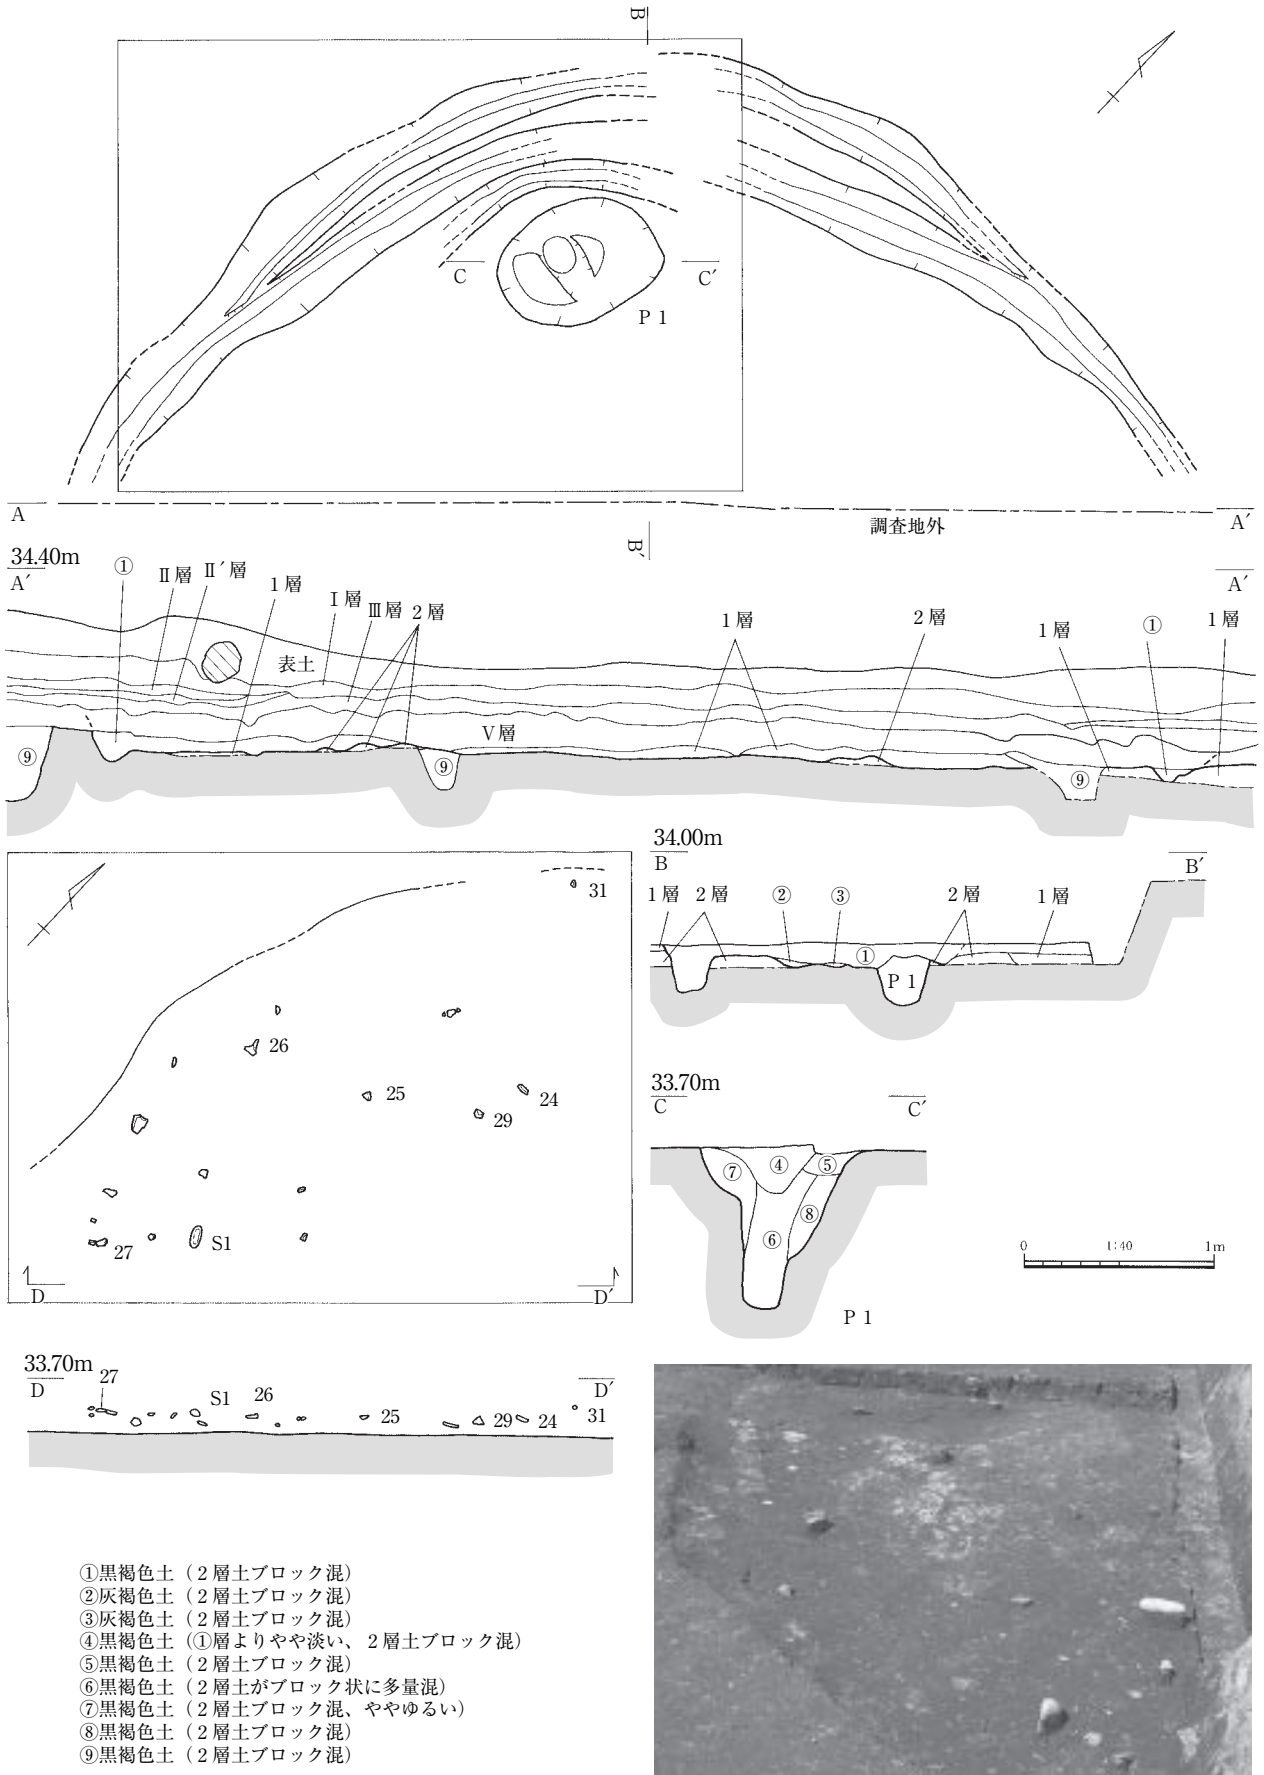 B
C
C′
P 1
A
調査地外
A′
B′
34.40m
A′
①
Ⅱ層
Ⅱ′層
1層
Ⅰ層
Ⅲ層
2層
1層
2層
1層
①
1層
A′
表土
Ⅴ層
⑨
⑨
⑨
34.00m
B
B′
1層
2層
②
③
2層
1層
①
P 1
31
26
25
24
29
27
S1
D
D′
33.70m
C
C′
④
⑤
⑦
⑧
⑥
P 1
0
1:40
1m
33.70m
D
D′
27
S1
26
25
29
24
31
①黒褐色土（2層土ブロック混）
②灰褐色土（2層土ブロック混）
③灰褐色土（2層土ブロック混）
④黒褐色土（①層よりやや淡い、2層土ブロック混）
⑤黒褐色土（2層土ブロック混）
⑥黒褐色土（2層土がブロック状に多量混）
⑦黒褐色土（2層土ブロック混、ややゆるい）
⑧黒褐色土（2層土ブロック混）
⑨黒褐色土（2層土ブロック混）